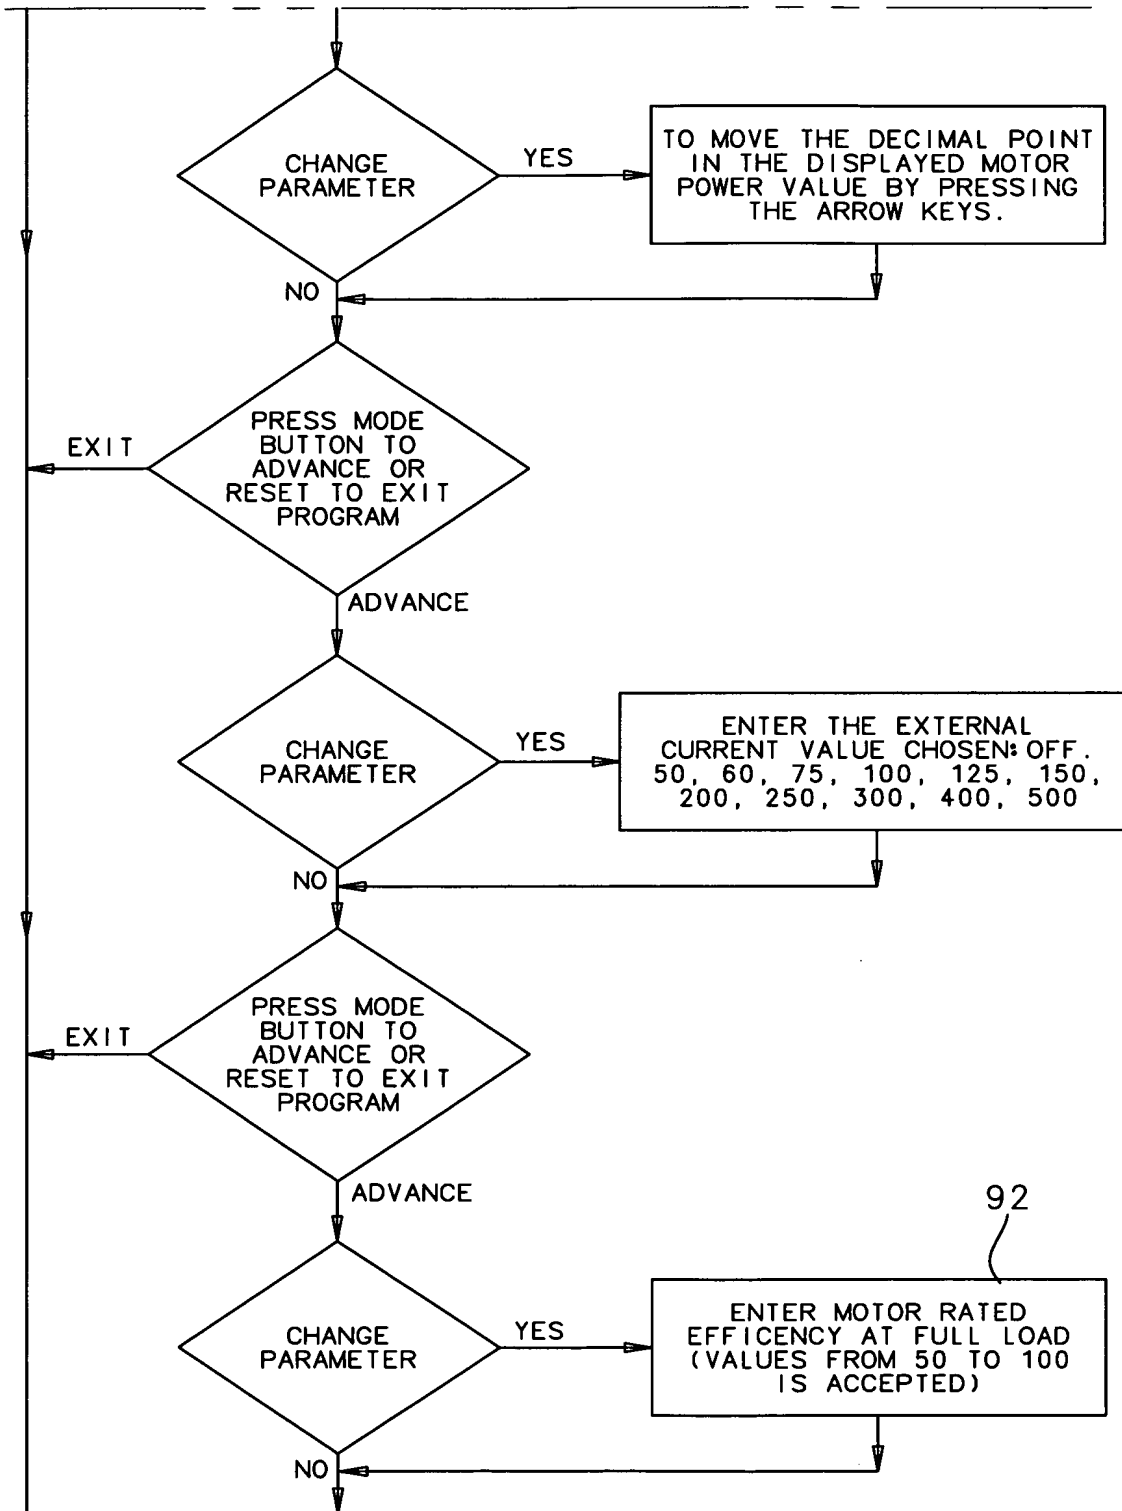 CHANGE
PARAMETER
YES
TO MOVE THE DECIMAL POINT
IN THE DISPLAYED MOTOR
POWER VALUE BY PRESSING
THE ARROW KEYS.
NO
EXIT
PRESS MODE
BUTTON TO
ADVANCE OR
RESET TO EXIT
PROGRAM
ADVANCE
CHANGE
PARAMETER
YES
ENTER THE EXTERNAL
CURRENT VALUE CHOSEN: OFF.
50, 60, 75, 100, 125, 150,
200, 250, 300, 400, 500
NO
EXIT
PRESS MODE
BUTTON TO
ADVANCE OR
RESET TO EXIT
PROGRAM
ADVANCE
92
CHANGE
PARAMETER
YES
ENTER MOTOR RATED
EFFICENCY AT FULL LOAD
(VALUES FROM 50 TO 100
IS ACCEPTED)
NO